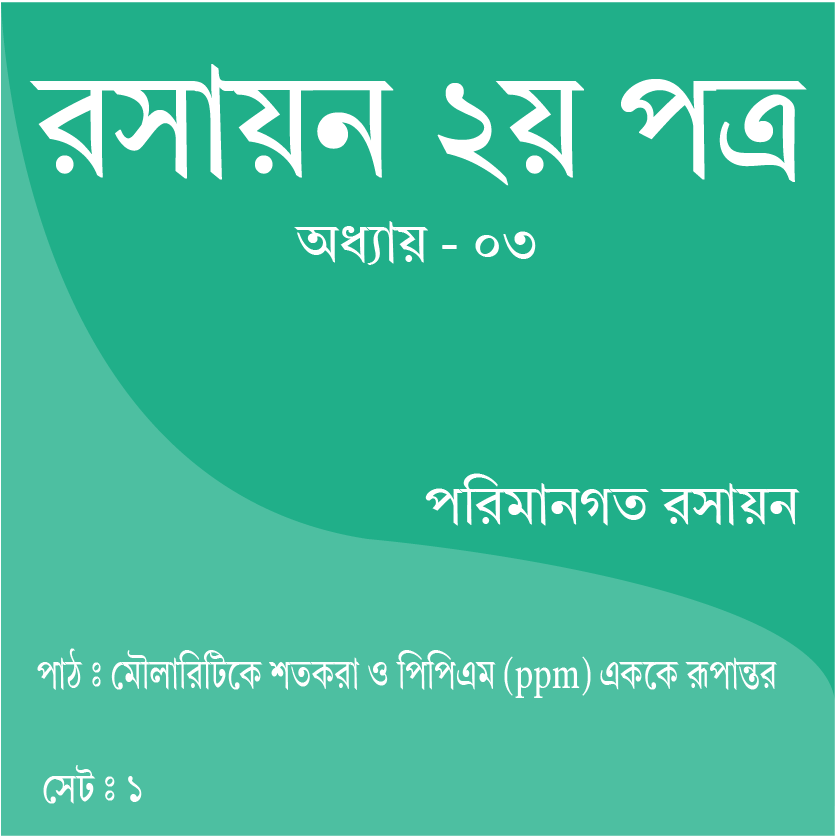 রসায়ন ২য় পত্র
অধ্যায় - ০৩
পরিমানগত রসায়ন
পাঠ ঃ মৌলারিটিকে শতকরা ও পিপিএম (ppm) এককে রূপান্তর
সেট ঃ ১